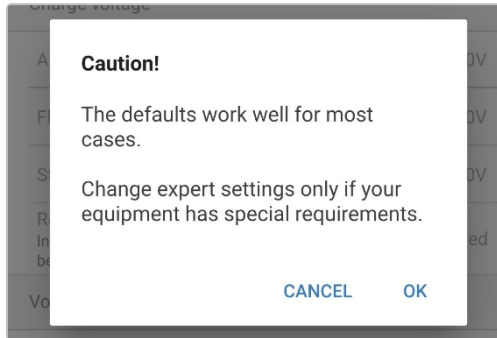 Charge voltage
Caution!
The defaults work well for most
cases.
Change expert settings only if your
equipment has special requirements.
CANCEL
OK